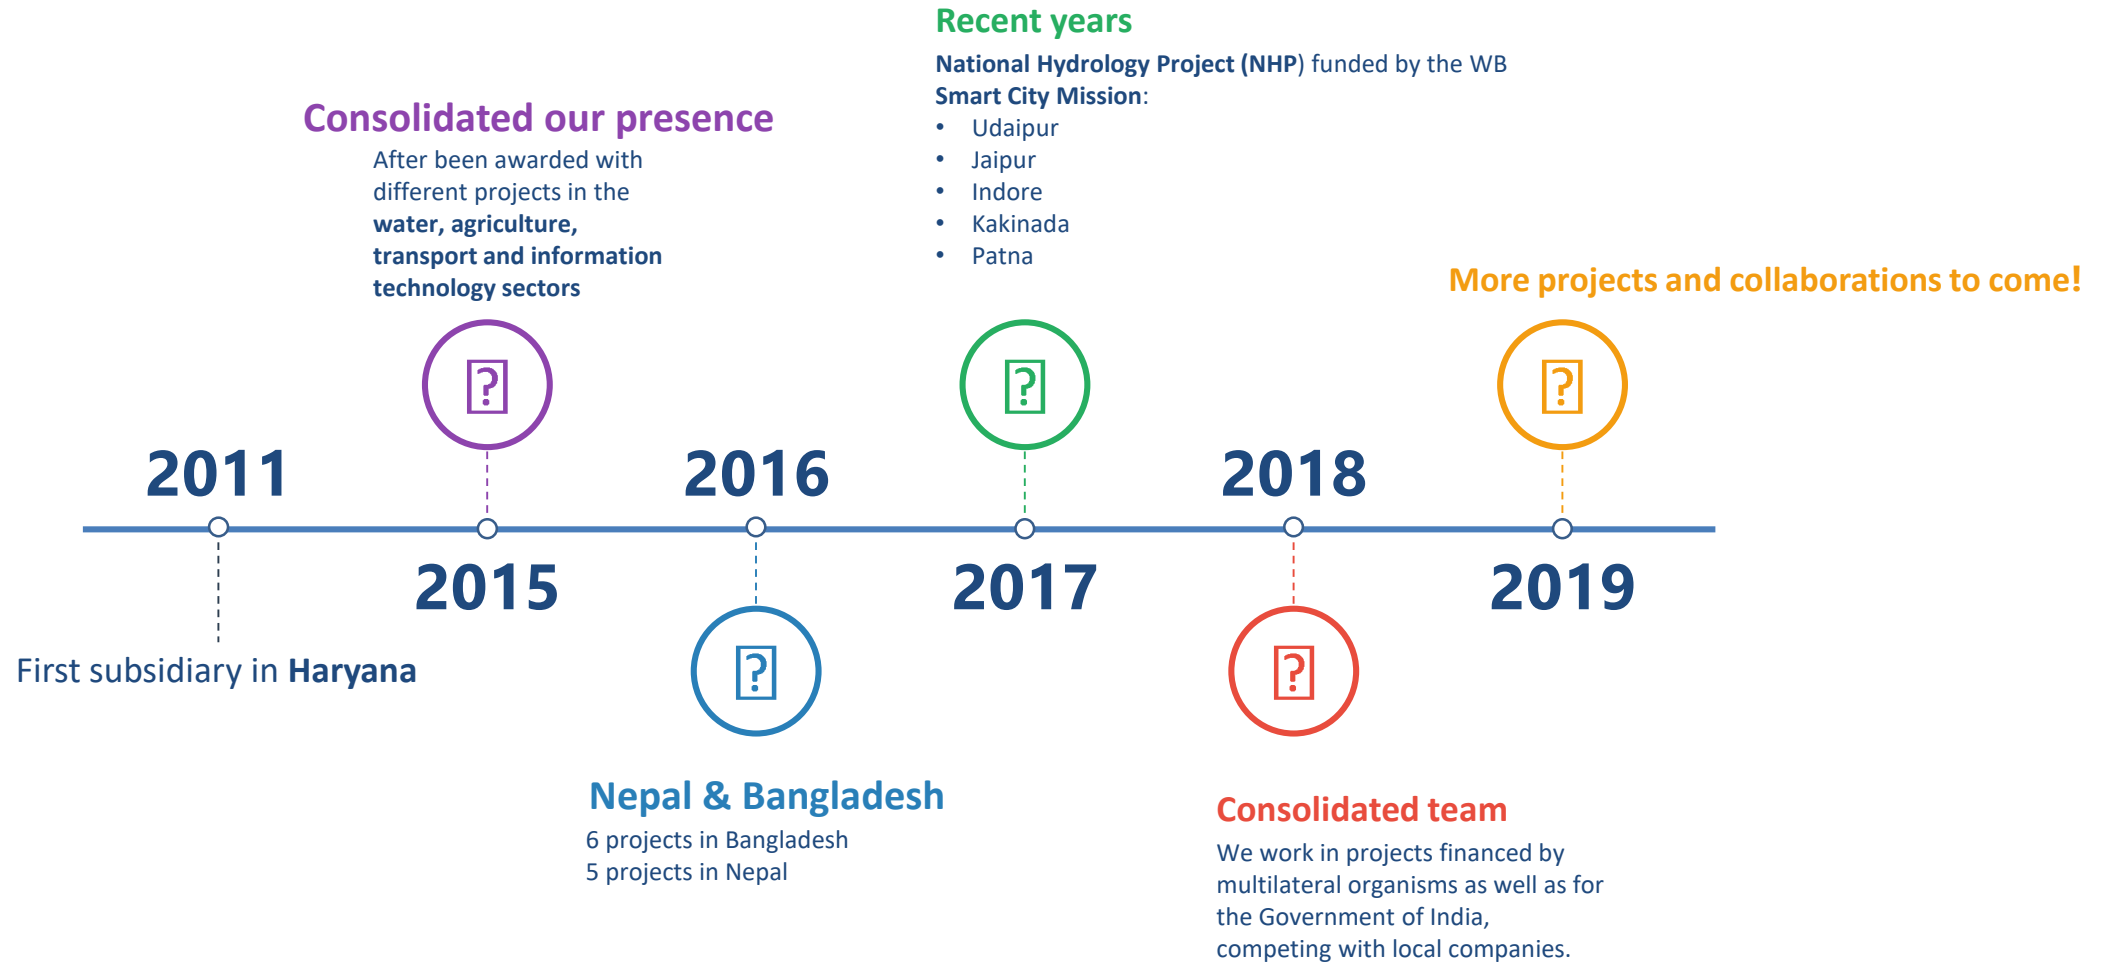 Recent years
National Hydrology Project (NHP) funded by the WB
Smart City Mission:
• Udaipur
• Jaipur
• Indore
• Kakinada
• Patna
Consolidated our presence
After been awarded with
different projects in the
water, agriculture,
transport and information
technology sectors
More projects and collaborations to come!
2011
2016
2018
2015
2017
2019
First subsidiary in Haryana
Nepal & Bangladesh
6 projects in Bangladesh
5 projects in Nepal
Consolidated team
We work in projects financed by
multilateral organisms as well as for
the Government of India,
competing with local companies.